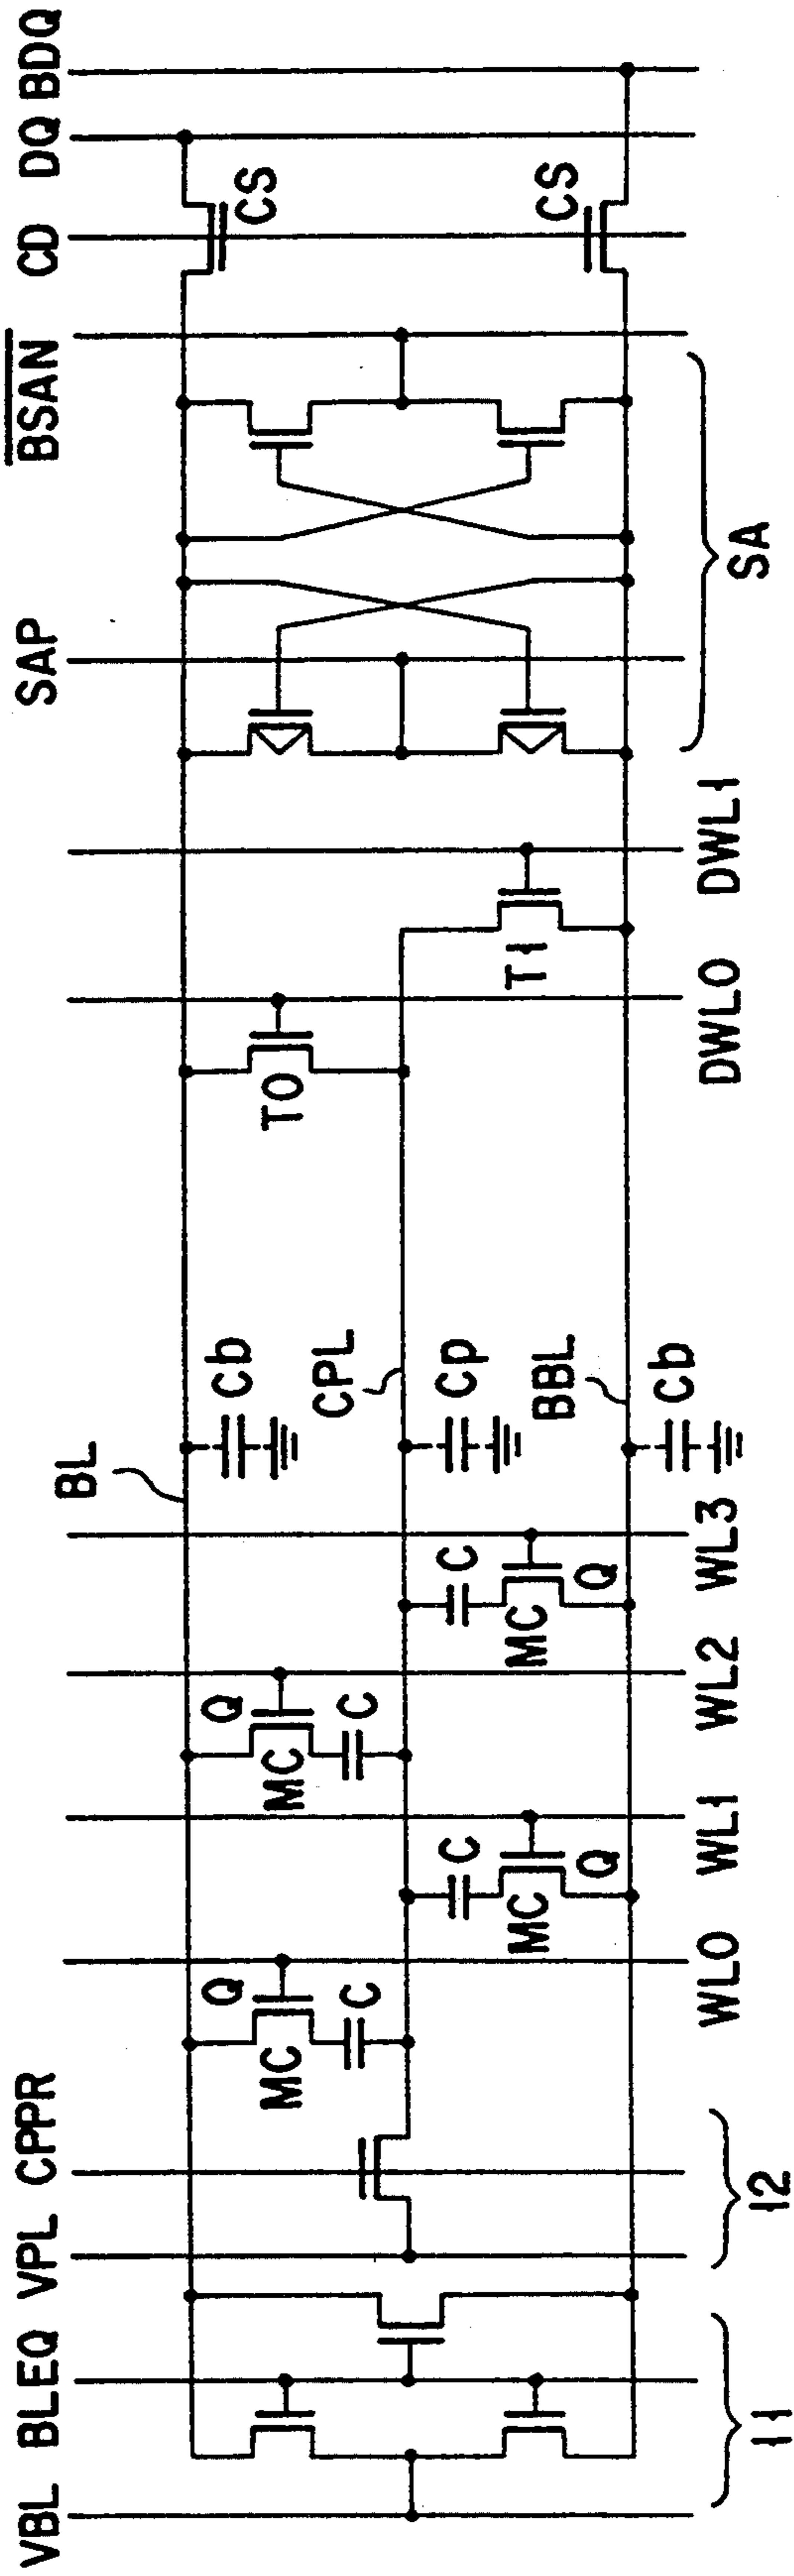 VBL BLEQ VPL CPPR
SAP
BSAN
CD
DQ
BDQ
BL
Q
MC
C
Q
MC
C
Cb
T0
CS
CPL
Cp
C
MC
Q
C
MC
Q
BBL
Cb
T1
CS
11
12
WL0
WL1
WL2
WL3
DWL0
DWL1
SA